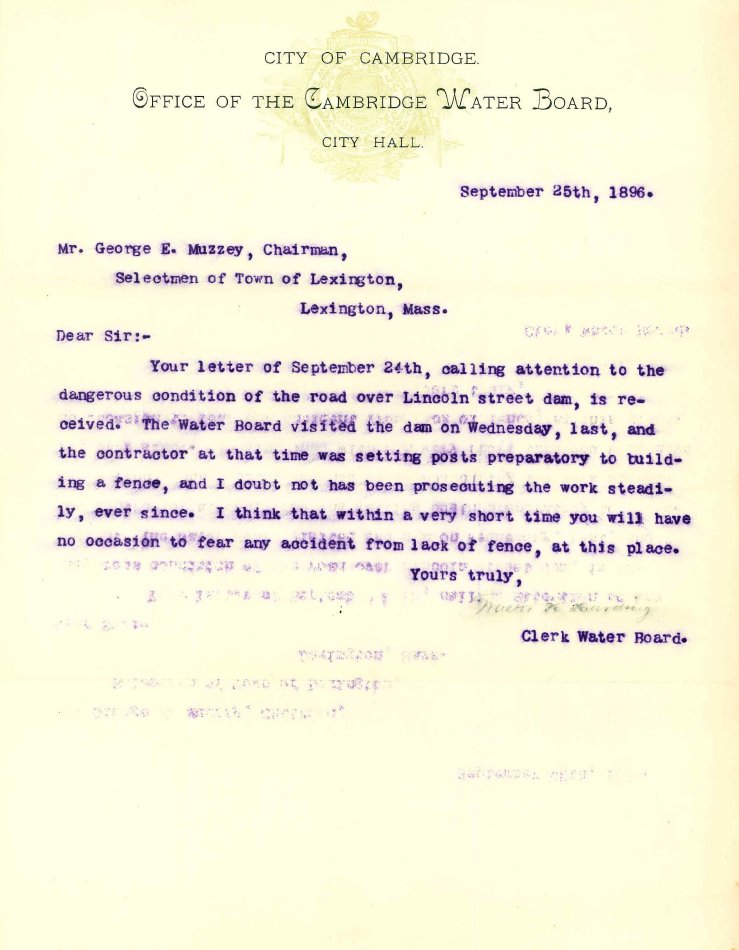 CITY OF CAMBRIDGE.
OFFICE OF THE CAMBRIDGE WATER BOARD,
CITY HALL.
September 25th, 1896.
Mr. George E. Muzzey, Chairman,
Selectmen of Town of Lexington,
Lexington, Mass.
Dear Sir:-
Your letter of September 24th, calling attention to the
dangerous condition of the road over Lincoln street dam, is re-
ceived. The Water Board visited the dam on Wednesday, last, and
the contractor at that time was setting posts preparatory to build-
ing a fence, and I doubt not has been prosecuting the work steadi-
ly, ever since. I think that within a very short time you will have
no occasion to fear any accident from lack of fence, at this place.
Yours truly,
Harding
Clerk Water Board.